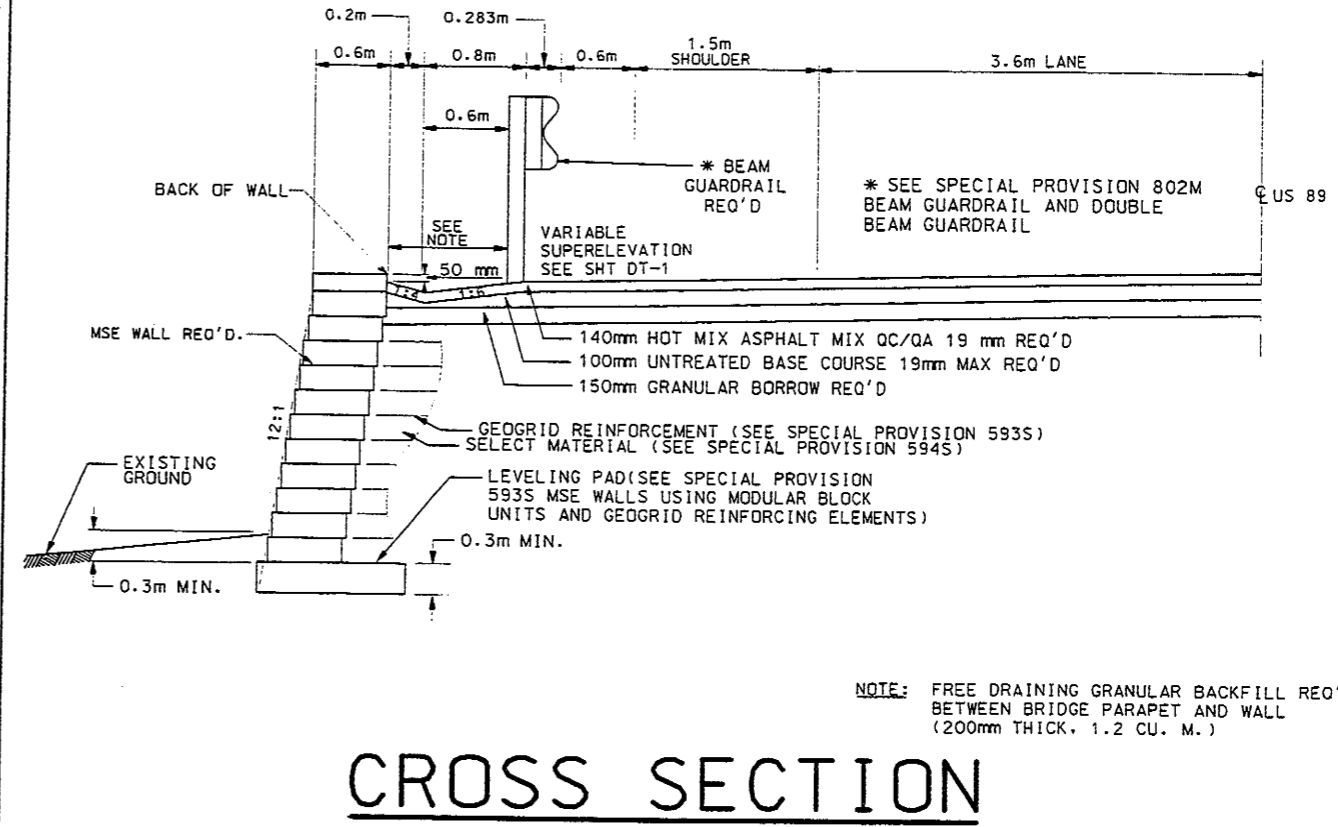 0.2m
0.283m
0.6m
0.8m
0.6m
1.5m
SHOULDER
3.6m LANE
0.6m
BACK OF WALL
* BEAM
GUARDRAIL
REQ'D
* SEE SPECIAL PROVISION 802M
BEAM GUARDRAIL AND DOUBLE
BEAM GUARDRAIL
℄ US 89
SEE
NOTE
VARIABLE
SUPERELEVATION
SEE SHT DT-1
50 mm
1:4
1:6
MSE WALL REQ'D.
140mm HOT MIX ASPHALT MIX QC/QA 19 mm REQ'D
100mm UNTREATED BASE COURSE 19mm MAX REQ'D
150mm GRANULAR BORROW REQ'D
12:1
GEOGRID REINFORCEMENT (SEE SPECIAL PROVISION 593S)
SELECT MATERIAL (SEE SPECIAL PROVISION 594S)
EXISTING
GROUND
LEVELING PAD(SEE SPECIAL PROVISION
593S MSE WALLS USING MODULAR BLOCK
UNITS AND GEOGRID REINFORCING ELEMENTS)
0.3m MIN.
0.3m MIN.
NOTE: FREE DRAINING GRANULAR BACKFILL REQ'
BETWEEN BRIDGE PARAPET AND WALL
(200mm THICK, 1.2 CU. M.)
CROSS SECTION